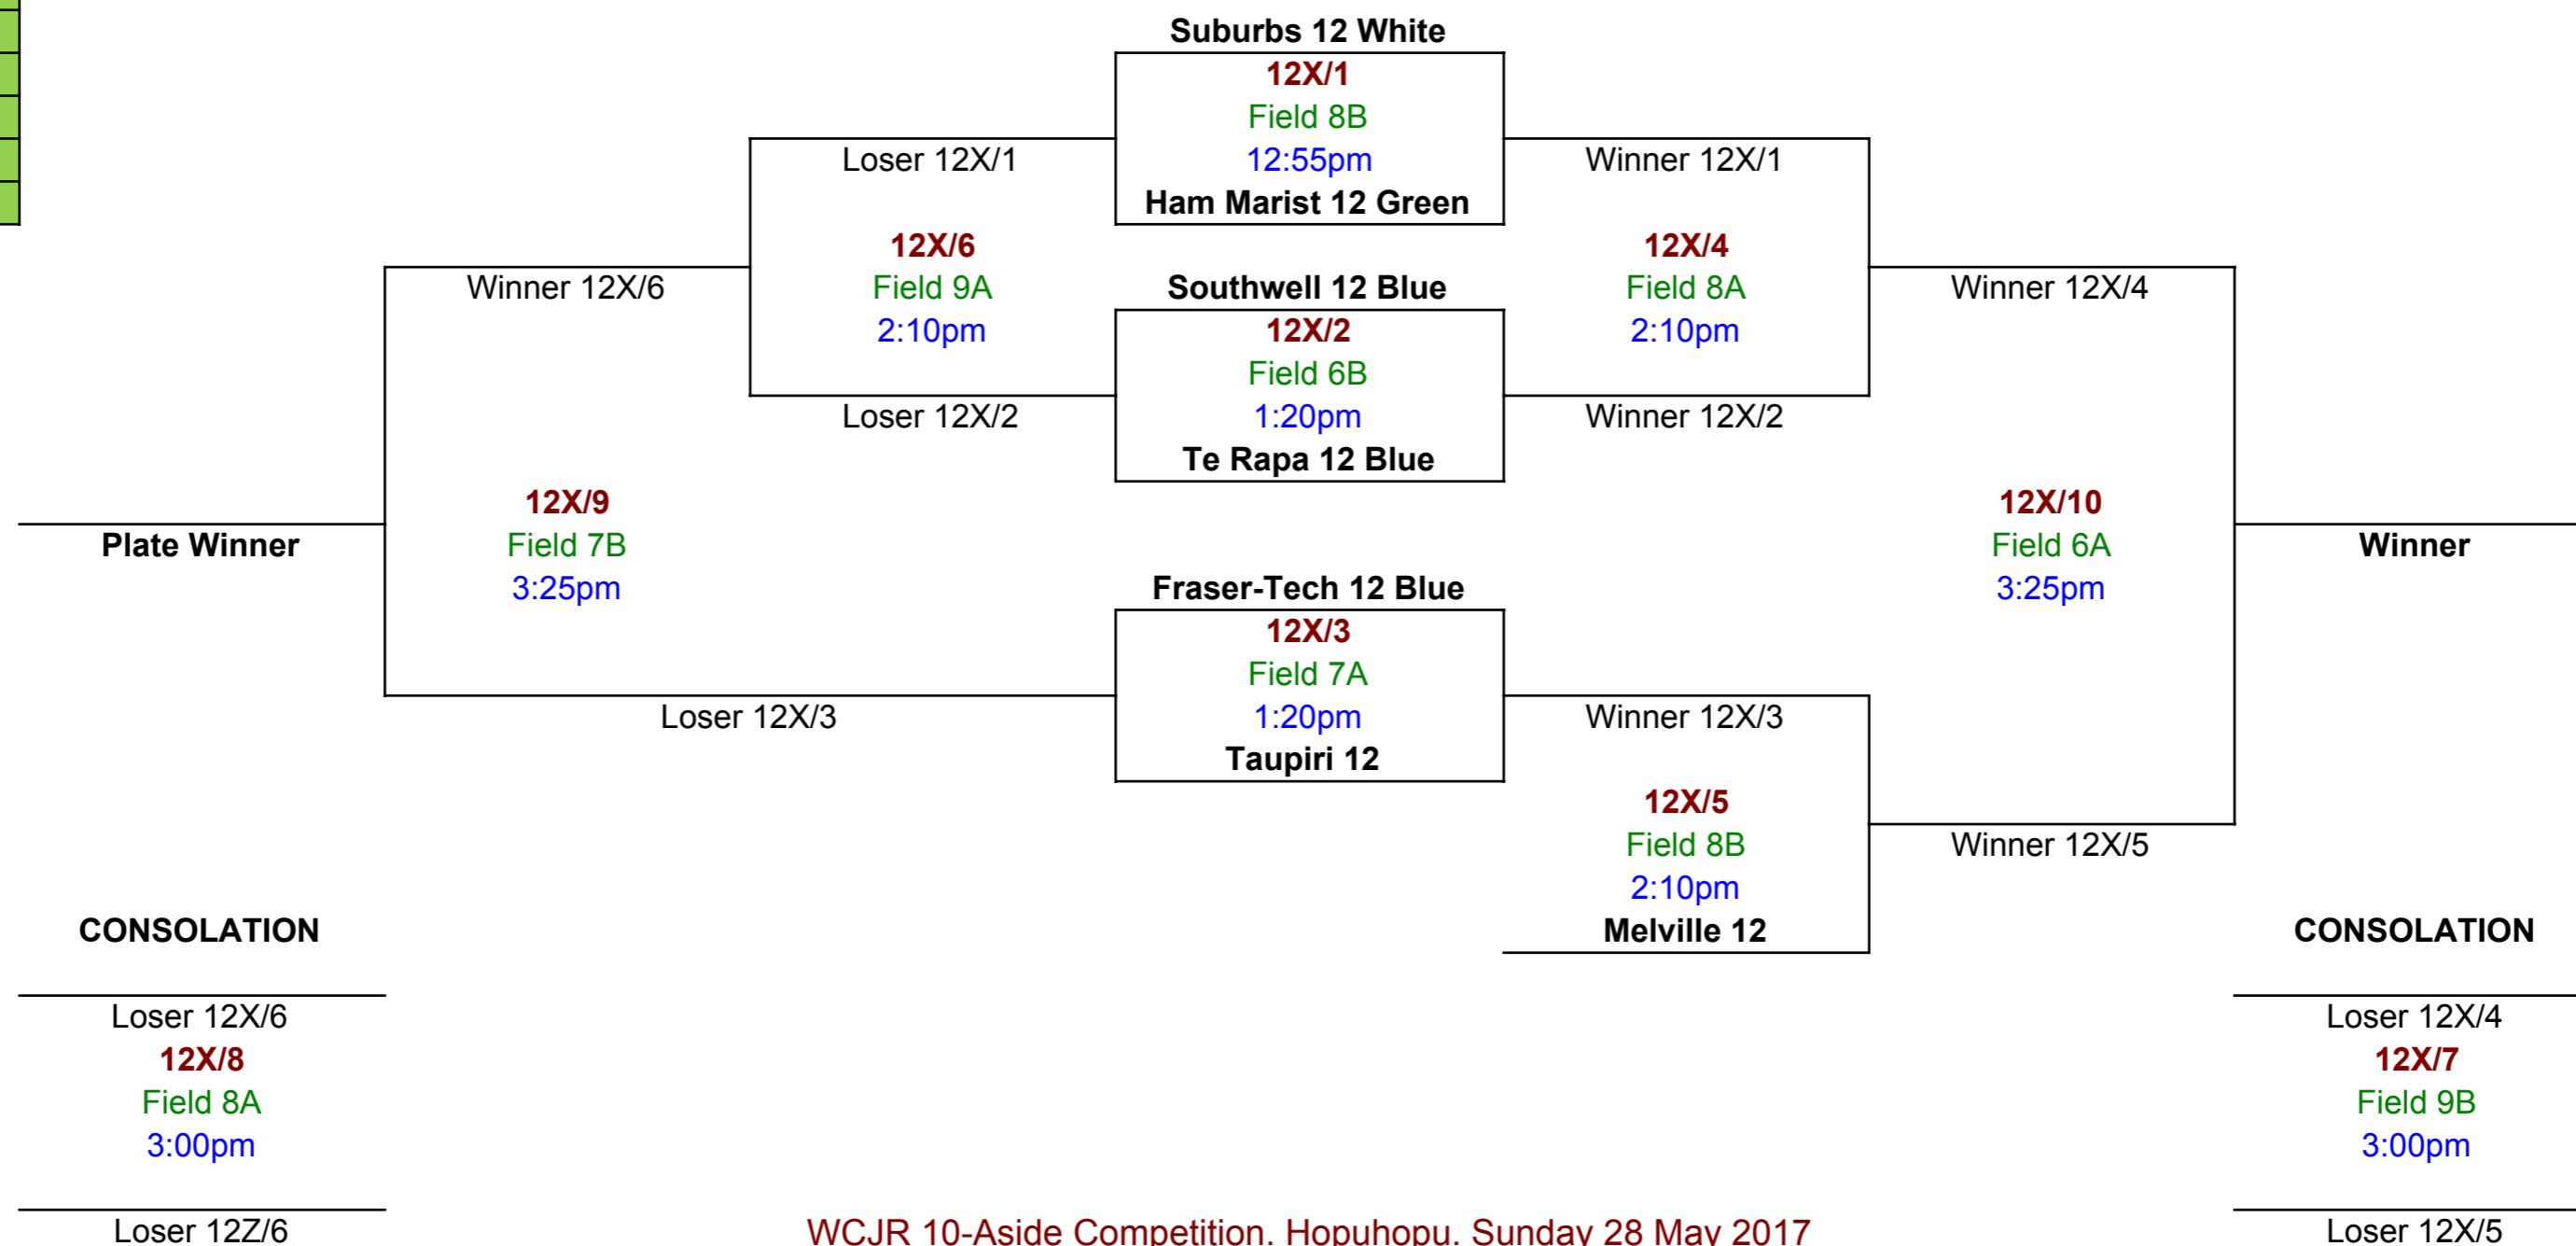 Suburbs 12 White
12X/1
Field 8B
Loser 12X/1
12:55pm
Winner 12X/1
Ham Marist 12 Green
12X/6
12X/4
Winner 12X/6
Field 9A
Southwell 12 Blue
Field 8A
Winner 12X/4
2:10pm
12X/2
2:10pm
Field 6B
Loser 12X/2
1:20pm
Winner 12X/2
Te Rapa 12 Blue
12X/9
12X/10
Plate Winner
Field 7B
Field 6A
Winner
3:25pm
Fraser-Tech 12 Blue
3:25pm
12X/3
Field 7A
Loser 12X/3
1:20pm
Winner 12X/3
Taupiri 12
12X/5
Field 8B
Winner 12X/5
2:10pm
CONSOLATION
Melville 12
CONSOLATION
Loser 12X/6
Loser 12X/4
12X/8
12X/7
Field 8A
Field 9B
3:00pm
3:00pm
Loser 12Z/6
WCJR 10-Aside Competition, Hopuhopu, Sunday 28 May 2017
Loser 12X/5